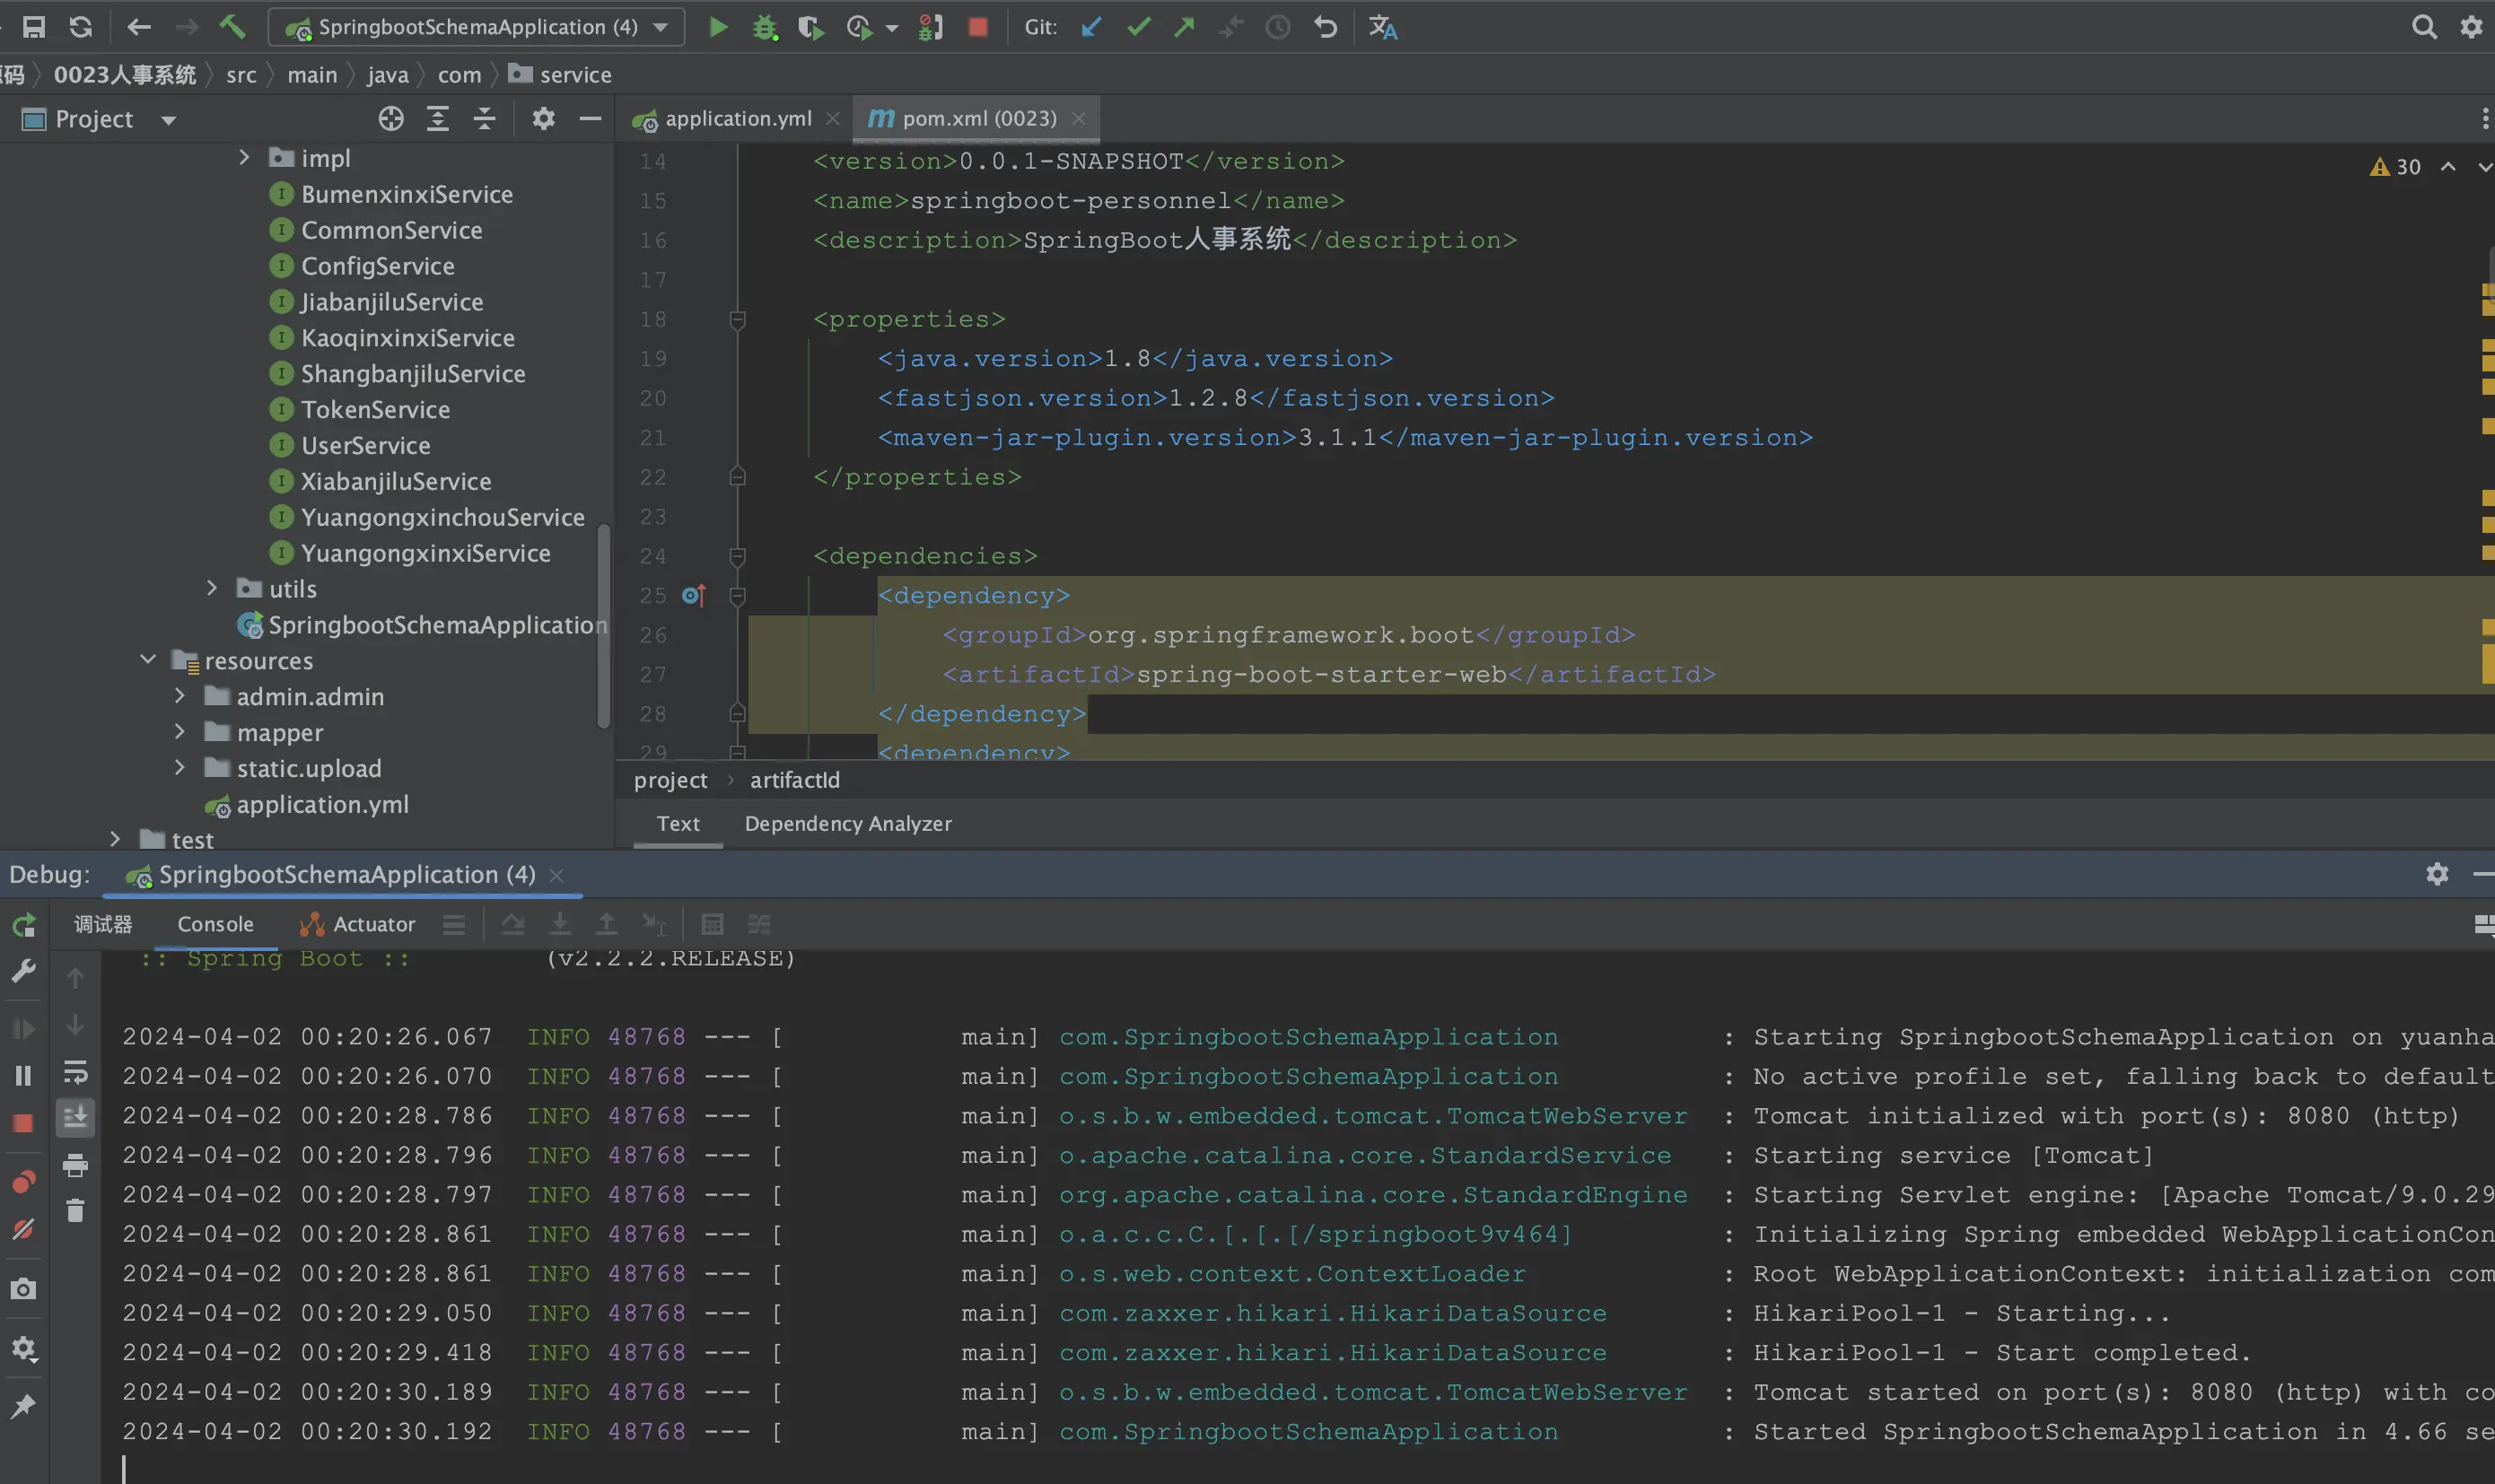 SpringbootSchemaApplication (4)
Git:
码 0023人事系统 src main java com service
Project
application.yml
pom.xml (0023)
impl
BumenxinxiService
CommonService
ConfigService
JiabanjiluService
KaoqinxinxiService
ShangbanjiluService
TokenService
UserService
XiabanjiluService
YuangongxinchouService
YuangongxinxiService
utils
SpringbootSchemaApplication
resources
admin.admin
mapper
static.upload
application.yml
test
30
14 <version>0.0.1-SNAPSHOT</version>
15 <name>springboot-personnel</name>
16 <description>SpringBoot人事系统</description>
17
18 <properties>
19 <java.version>1.8</java.version>
20 <fastjson.version>1.2.8</fastjson.version>
21 <maven-jar-plugin.version>3.1.1</maven-jar-plugin.version>
22 </properties>
23
24 <dependencies>
25 <dependency>
26 <groupId>org.springframework.boot</groupId>
27 <artifactId>spring-boot-starter-web</artifactId>
28 </dependency>
29 <dependency>
project › artifactId
Text Dependency Analyzer
Debug: SpringbootSchemaApplication (4)
调试器 Console Actuator
:: Spring Boot :: (v2.2.2.RELEASE)
2024-04-02 00:20:26.067 INFO 48768 --- [ main] com.SpringbootSchemaApplication : Starting SpringbootSchemaApplication on yuanha
2024-04-02 00:20:26.070 INFO 48768 --- [ main] com.SpringbootSchemaApplication : No active profile set, falling back to default
2024-04-02 00:20:28.786 INFO 48768 --- [ main] o.s.b.w.embedded.tomcat.TomcatWebServer : Tomcat initialized with port(s): 8080 (http)
2024-04-02 00:20:28.796 INFO 48768 --- [ main] o.apache.catalina.core.StandardService : Starting service [Tomcat]
2024-04-02 00:20:28.797 INFO 48768 --- [ main] org.apache.catalina.core.StandardEngine : Starting Servlet engine: [Apache Tomcat/9.0.29
2024-04-02 00:20:28.861 INFO 48768 --- [ main] o.a.c.c.C.[.[.[/springboot9v464] : Initializing Spring embedded WebApplicationCon
2024-04-02 00:20:28.861 INFO 48768 --- [ main] o.s.web.context.ContextLoader : Root WebApplicationContext: initialization com
2024-04-02 00:20:29.050 INFO 48768 --- [ main] com.zaxxer.hikari.HikariDataSource : HikariPool-1 - Starting...
2024-04-02 00:20:29.418 INFO 48768 --- [ main] com.zaxxer.hikari.HikariDataSource : HikariPool-1 - Start completed.
2024-04-02 00:20:30.189 INFO 48768 --- [ main] o.s.b.w.embedded.tomcat.TomcatWebServer : Tomcat started on port(s): 8080 (http) with co
2024-04-02 00:20:30.192 INFO 48768 --- [ main] com.SpringbootSchemaApplication : Started SpringbootSchemaApplication in 4.66 se